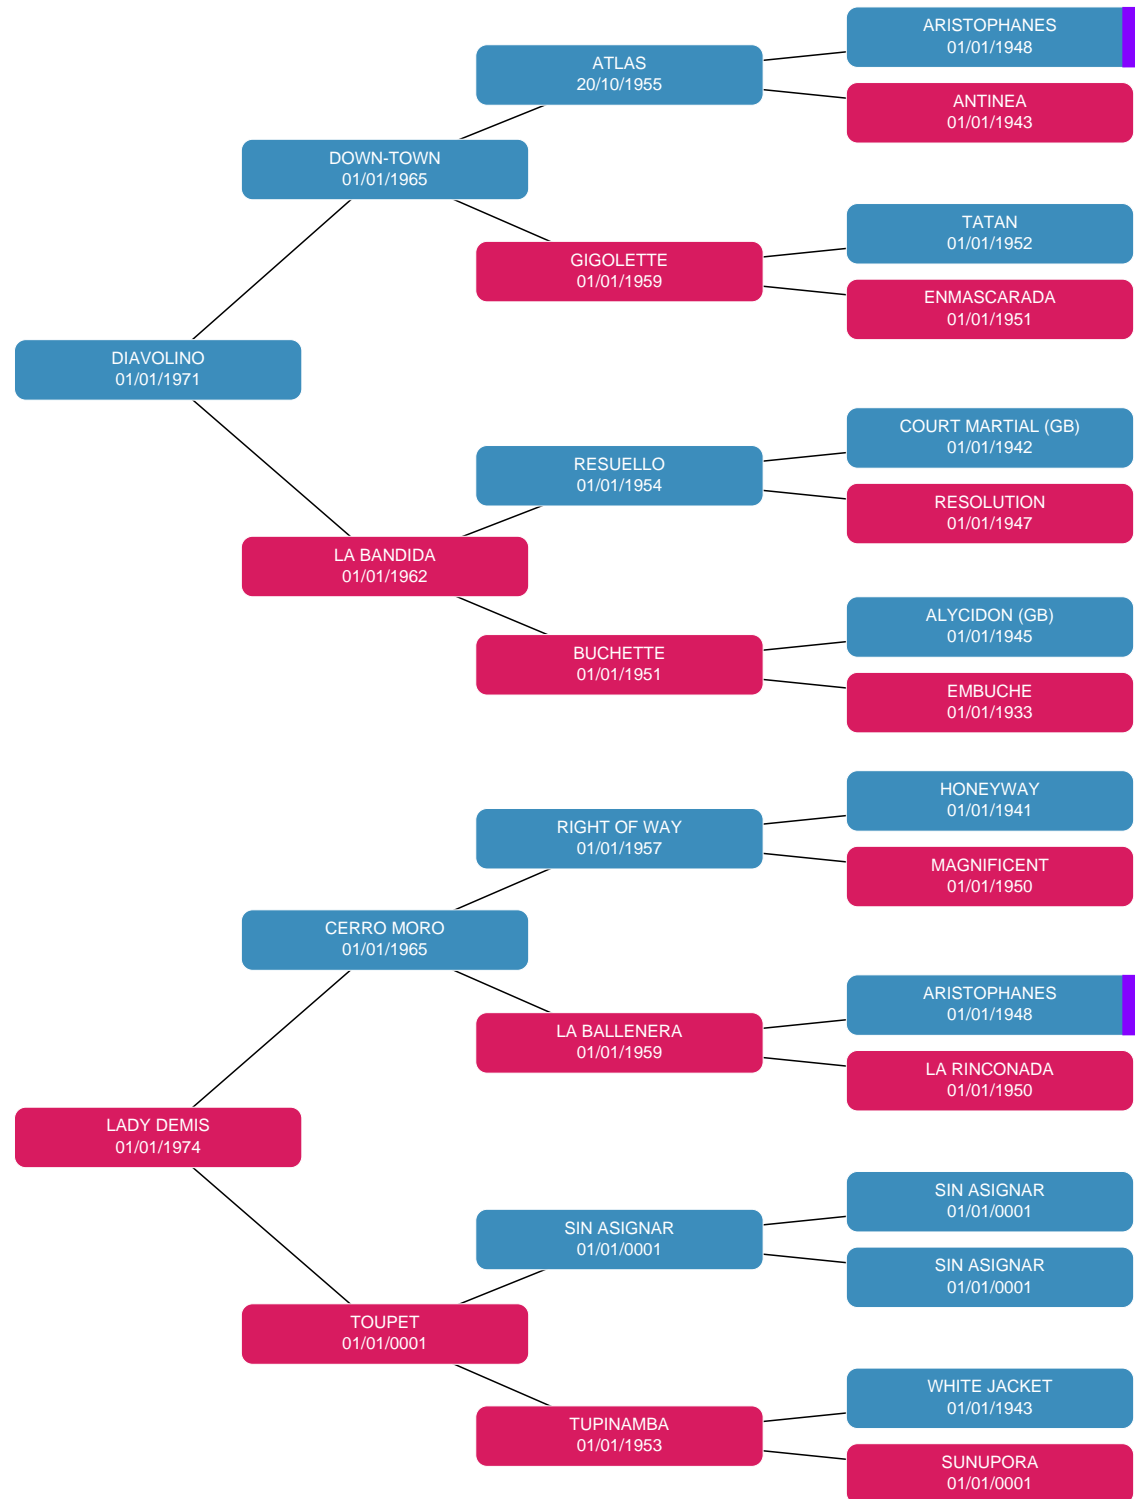 ARISTOPHANES
01/01/1948
ATLAS
20/10/1955
ANTINEA
01/01/1943
DOWN-TOWN
01/01/1965
TATAN
01/01/1952
GIGOLETTE
01/01/1959
ENMASCARADA
01/01/1951
DIAVOLINO
01/01/1971
COURT MARTIAL (GB)
01/01/1942
RESUELLO
01/01/1954
RESOLUTION
01/01/1947
LA BANDIDA
01/01/1962
ALYCIDON (GB)
01/01/1945
BUCHETTE
01/01/1951
EMBUCHE
01/01/1933
HONEYWAY
01/01/1941
RIGHT OF WAY
01/01/1957
MAGNIFICENT
01/01/1950
CERRO MORO
01/01/1965
ARISTOPHANES
01/01/1948
LA BALLENERA
01/01/1959
LA RINCONADA
01/01/1950
LADY DEMIS
01/01/1974
SIN ASIGNAR
01/01/0001
SIN ASIGNAR
01/01/0001
SIN ASIGNAR
01/01/0001
TOUPET
01/01/0001
WHITE JACKET
01/01/1943
TUPINAMBA
01/01/1953
SUNUPORA
01/01/0001